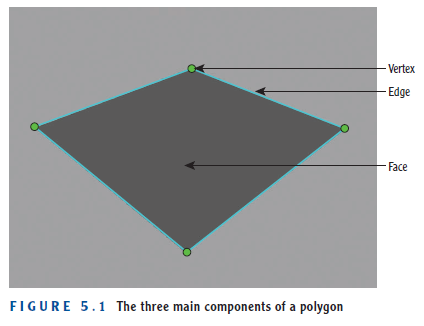 Vertex
Edge
Face
FIGURE 5.1 The three main components of a polygon